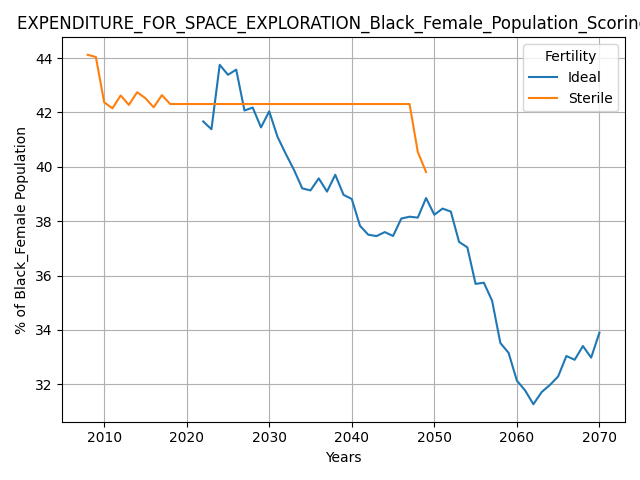 EXPENDITURE_FOR_SPACE_EXPLORATION_Black_Female_Population_Scorin
Fertility
Ideal
Sterile
% of Black_Female Population
44
42
40
38
36
34
32
2010 2020 2030 2040 2050 2060 2070
Years